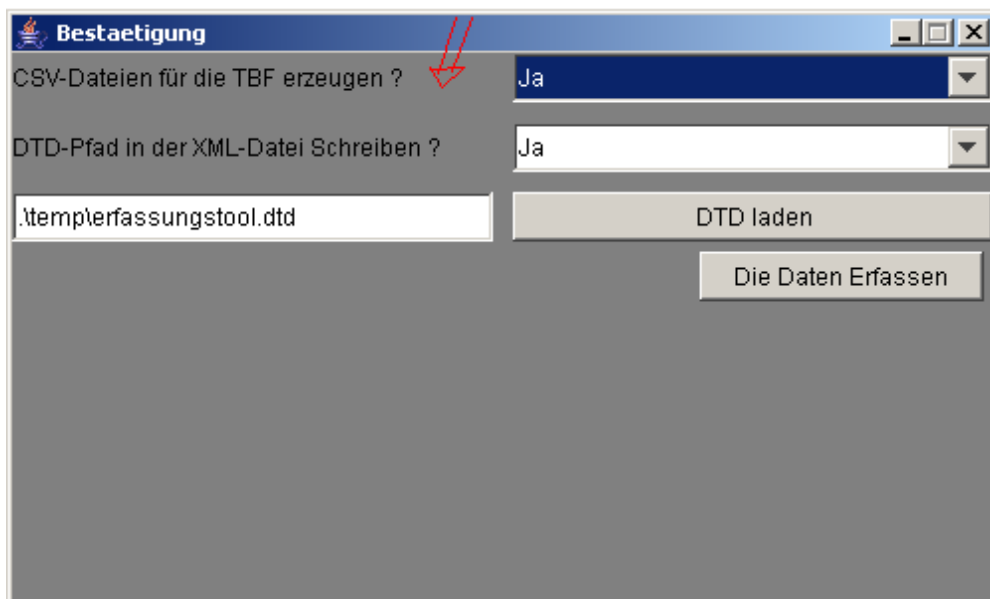 Bestaetigung
CSV-Dateien für die TBF erzeugen ? Ja
DTD-Pfad in der XML-Datei Schreiben ? Ja
.\temp\erfassungstool.dtd DTD laden
Die Daten Erfassen